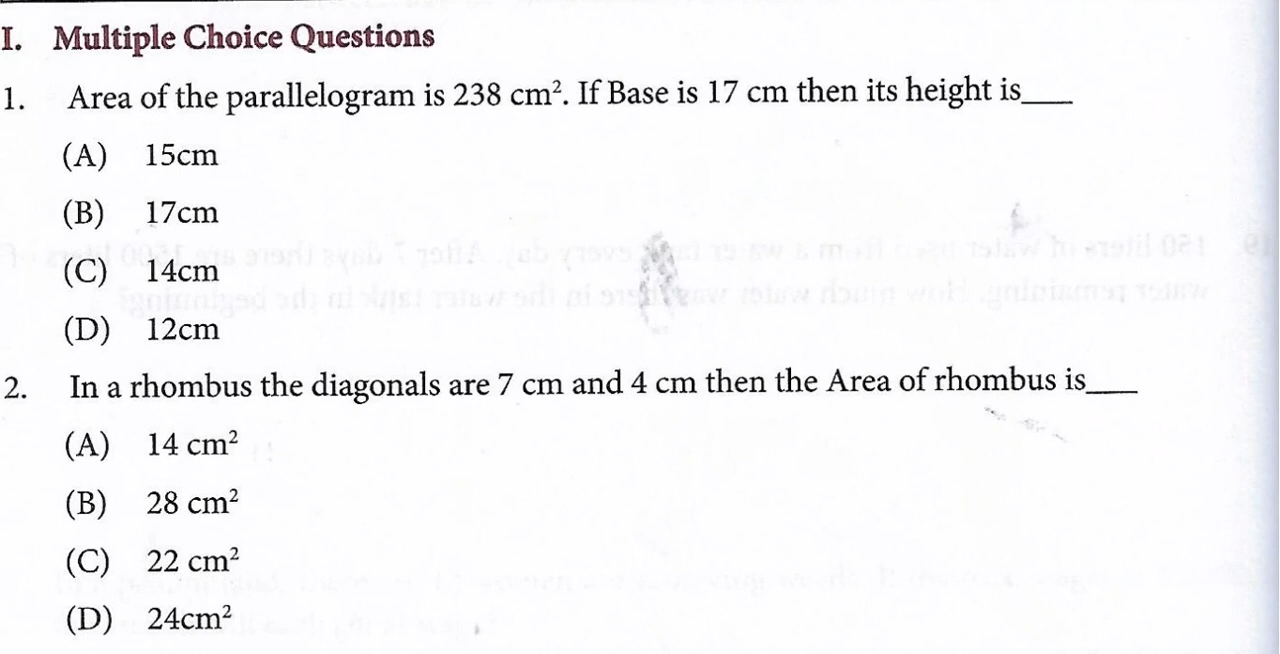 I. Multiple Choice Questions
1. Area of the parallelogram is 238 cm². If Base is 17 cm then its height is___
(A) 15cm
(B) 17cm
(C) 14cm
(D) 12cm
2. In a rhombus the diagonals are 7 cm and 4 cm then the Area of rhombus is___
(A) 14 cm²
(B) 28 cm²
(C) 22 cm²
(D) 24cm²